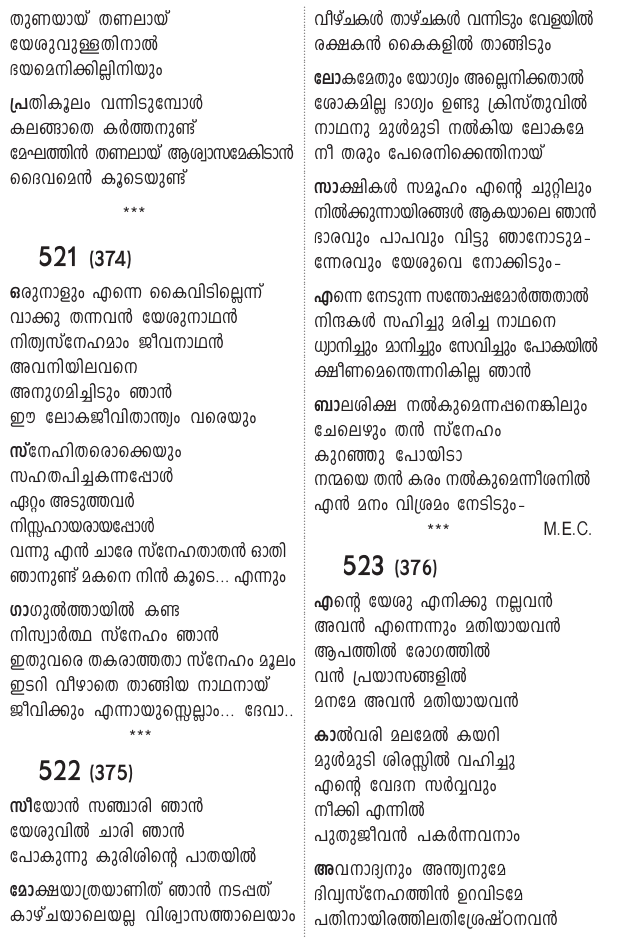 തുണയായ് തണലായ്
യേശുവുള്ളതിനാൽ
ഭയമെനിക്കില്ലിനിയും
പ്രതികൂലം വന്നിടുമ്പോൾ
കലങ്ങാതെ കർത്തനുണ്ട്
മേഘത്തിൻ തണലായ് ആശ്വാസമേകിടാൻ
ദൈവമെൻ കൂടെയുണ്ട്
***
521 (374)
ഒരുനാളും എന്നെ കൈവിടില്ലെന്ന്
വാക്കു തന്നവൻ യേശുനാഥൻ
നിത്യസ്നേഹമാം ജീവനാഥൻ
അവനിയിലവനെ
അനുഗമിച്ചിടും ഞാൻ
ഈ ലോകജീവിതാന്ത്യം വരെയും
സ്നേഹിതരൊക്കെയും
സഹതപിച്ചകന്നപ്പോൾ
ഏറ്റം അടുത്തവർ
നിസ്സഹായരായപ്പോൾ
വന്നു എൻ ചാരേ സ്നേഹതാതൻ ഓതി
ഞാനുണ്ട് മകനെ നിൻ കൂടെ... എന്നും
ഗാഗുൽത്തായിൽ കണ്ട
നിസ്വാർത്ഥ സ്നേഹം ഞാൻ
ഇതുവരെ തകരാത്തതാ സ്നേഹം മൂലം
ഇടറി വീഴാതെ താങ്ങിയ നാഥനായ്
ജീവിക്കും എന്നായുസ്സെല്ലാം... ദേവാ..
***
522 (375)
സീയോൻ സഞ്ചാരി ഞാൻ
യേശുവിൽ ചാരി ഞാൻ
പോകുന്നു കുരിശിന്റെ പാതയിൽ
മോക്ഷയാത്രയാണിത് ഞാൻ നടപ്പത്
കാഴ്ചയാലെയല്ല വിശ്വാസത്താലെയാം
വീഴ്ചകൾ താഴ്ചകൾ വന്നിടും വേളയിൽ
രക്ഷകൻ കൈകളിൽ താങ്ങിടും
ലോകമേതും യോഗ്യം അല്ലെനിക്കതാൽ
ശോകമില്ല ഭാഗ്യം ഉണ്ടു ക്രിസ്തുവിൽ
നാഥനു മുൾമുടി നൽകിയ ലോകമേ
നീ തരും പേരെനിക്കെന്തിനായ്
സാക്ഷികൾ സമൂഹം എന്റെ ചുറ്റിലും
നിൽക്കുന്നായിരങ്ങൾ ആകയാലെ ഞാൻ
ഭാരവും പാപവും വിട്ടു ഞാനോടുമ-
ന്നേരവും യേശുവെ നോക്കിടും-
എന്നെ നേടുന്ന സന്തോഷമോർത്തതാൽ
നിന്ദകൾ സഹിച്ചു മരിച്ച നാഥനെ
ധ്യാനിച്ചും മാനിച്ചും സേവിച്ചും പോകയിൽ
ക്ഷീണമെന്തെന്നറികില്ല ഞാൻ
ബാലശിക്ഷ നൽകുമെന്നപ്പനെങ്കിലും
ചേലെഴും തൻ സ്നേഹം
കുറഞ്ഞു പോയിടാ
നന്മയെ തൻ കരം നൽകുമെന്നീശനിൽ
എൻ മനം വിശ്രമം നേടിടും-
*** M.E.C.
523 (376)
എന്റെ യേശു എനിക്കു നല്ലവൻ
അവൻ എന്നെന്നും മതിയായവൻ
ആപത്തിൽ രോഗത്തിൽ
വൻ പ്രയാസങ്ങളിൽ
മനമേ അവൻ മതിയായവൻ
കാൽവരി മലമേൽ കയറി
മുൾമുടി ശിരസ്സിൽ വഹിച്ചു
എന്റെ വേദന സർവ്വവും
നീക്കി എന്നിൽ
പുതുജീവൻ പകർന്നവനാം
അവനാദ്യനും അന്ത്യനുമേ
ദിവ്യസ്നേഹത്തിൻ ഉറവിടമേ
പതിനായിരത്തിലതിശ്രേഷ്ഠനവൻ